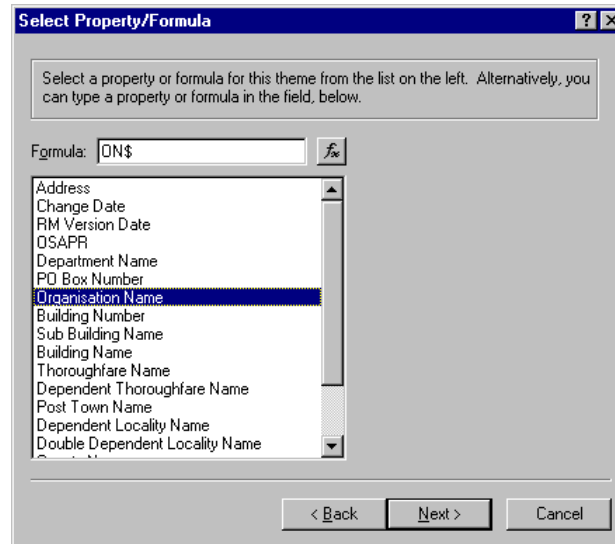 Select Property/Formula
Select a property or formula for this theme from the list on the left. Alternatively, you
can type a property or formula in the field, below.
Formula: ON$
Address
Change Date
RM Version Date
OSAPR
Department Name
PO Box Number
Organisation Name
Building Number
Sub Building Name
Building Name
Thoroughfare Name
Dependent Thoroughfare Name
Post Town Name
Dependent Locality Name
Double Dependent Locality Name
< Back Next > Cancel